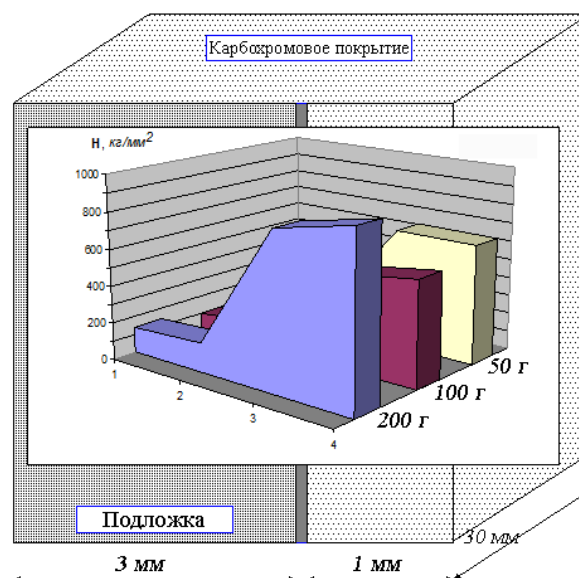 Карбохромовое покрытие
H, кг/мм2
1000
800
600
400
200
0
1
2
3
4
50 г
100 г
200 г
Подложка
30 мм
3 мм
1 мм